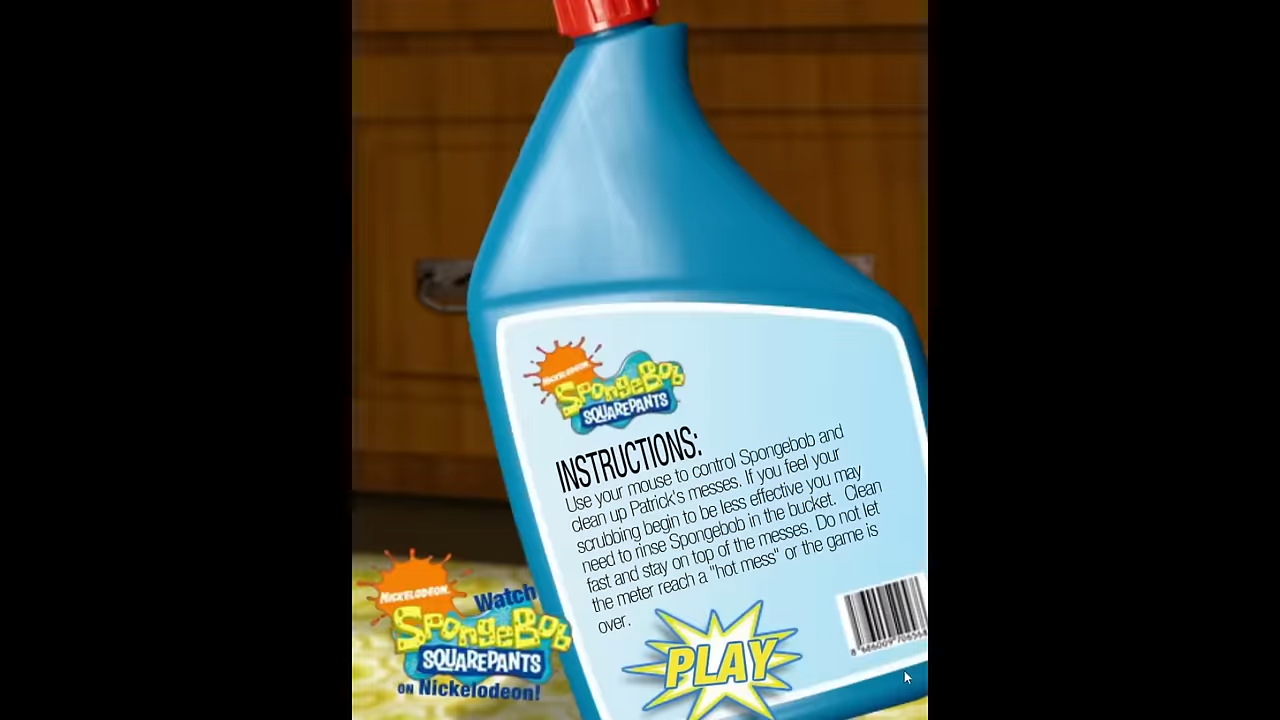 NICKELODEON
SPONGEBOB
SQUAREPANTS
INSTRUCTIONS:
Use your mouse to control Spongebob and
clean up Patrick's messes. If you feel your
scrubbing begin to be less effective you may
need to rinse Spongebob in the bucket. Clean
fast and stay on top of the messes. Do not let
the meter reach a "hot mess" or the game is
over.
PLAY
NICKELODEON
Watch
SPONGEBOB
SQUAREPANTS
ON Nickelodeon!